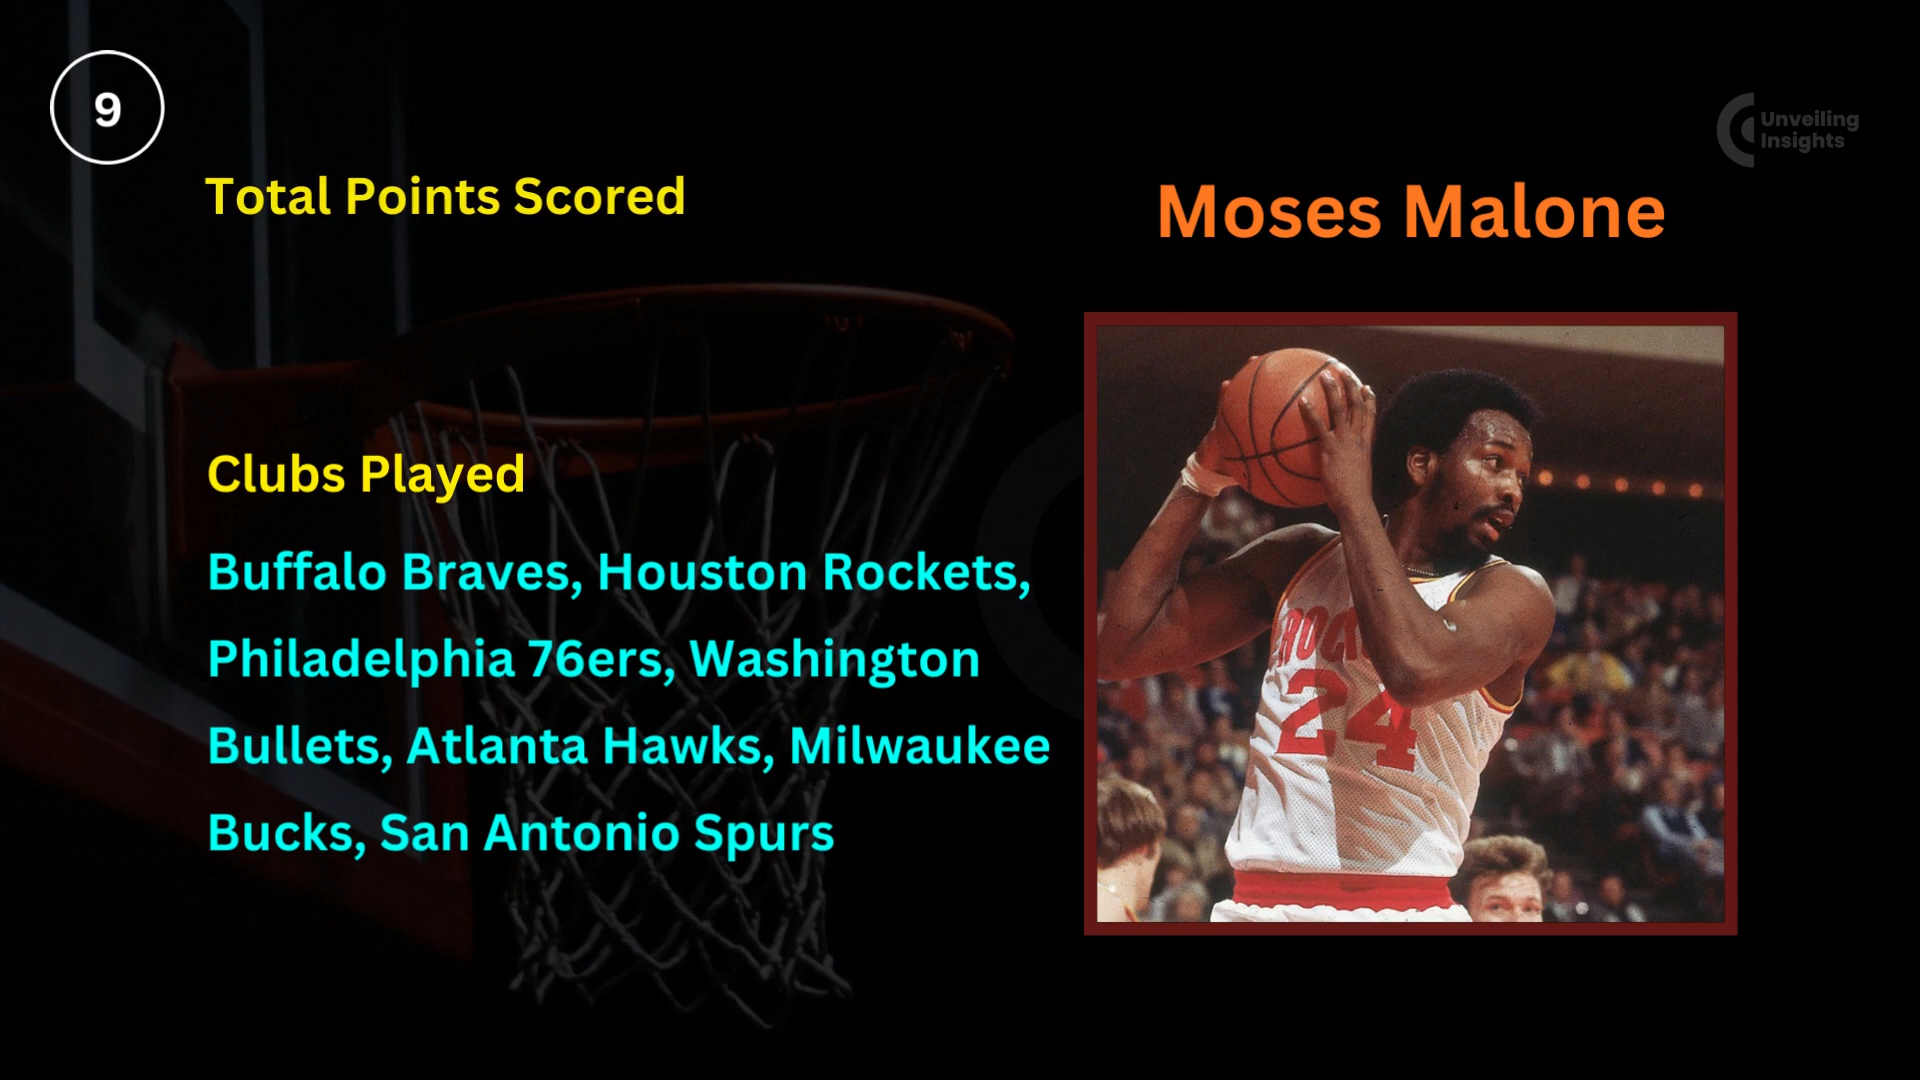 9
Unveiling
Insights
Total Points Scored
Moses Malone
Clubs Played
Buffalo Braves, Houston Rockets,
Philadelphia 76ers, Washington
Bullets, Atlanta Hawks, Milwaukee
Bucks, San Antonio Spurs
ROCK
24